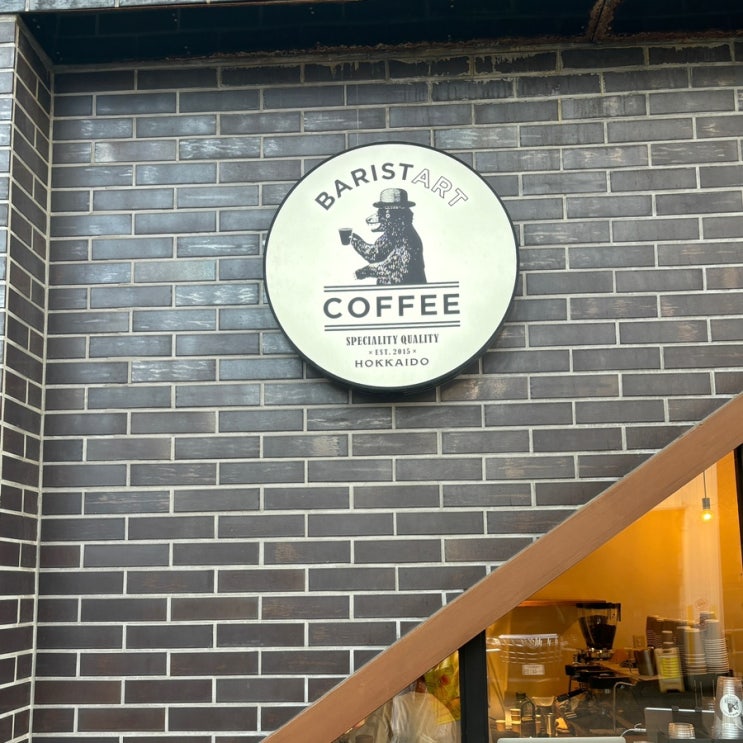 BARISTART
COFFEE
SPECIALITY QUALITY
×EST. 2015×
HOKKAIDO